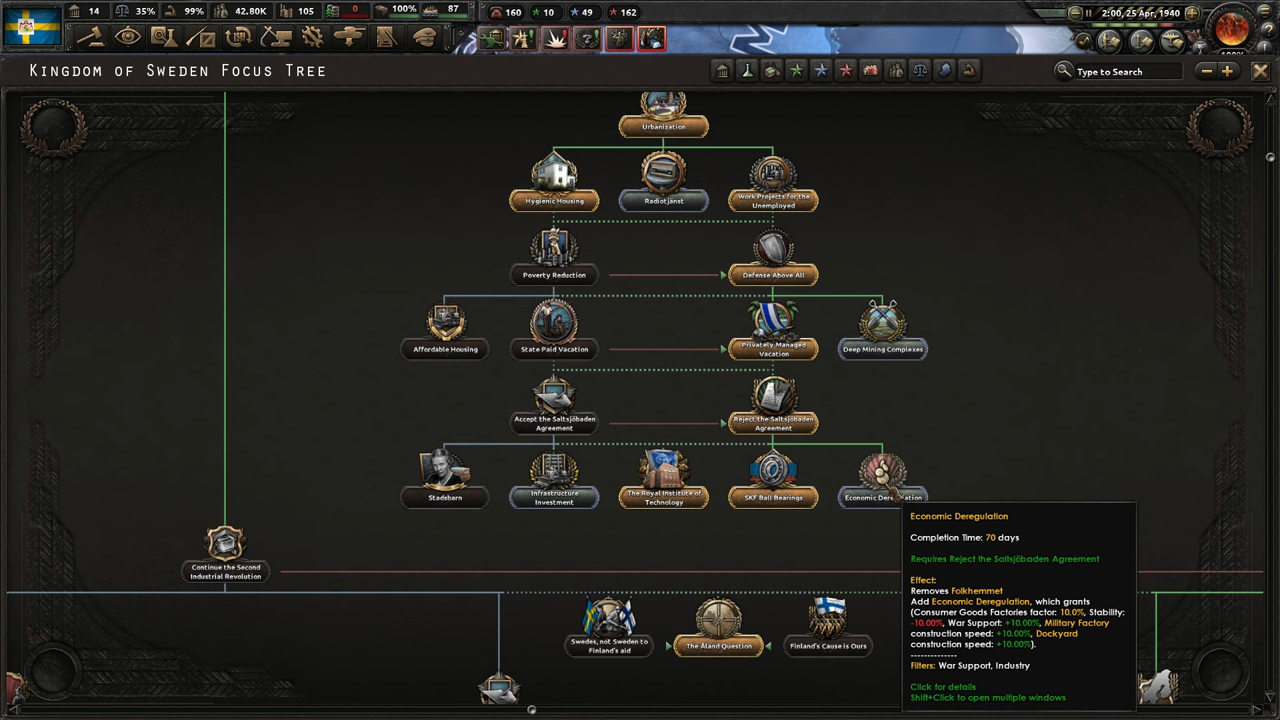 14 35% 99% 42.80K 105 0 100% 87 160 10 49 162 2:00, 25 Apr, 1940
100%
Kingdom of Sweden Focus Tree
Type to Search
Urbanization
Hygienic Housing
Radiotjänst
Work Projects for the
Unemployed
Poverty Reduction
Defense Above All
Affordable Housing
State Paid Vacation
Privately Managed
Vacation
Deep Mining Complexes
Accept the Saltsjöbaden
Agreement
Reject the Saltsjöbaden
Agreement
Stadsbarn
Infrastructure
Investment
The Royal Institute of
Technology
SKF Ball Bearings
Economic Deregulation
Economic Deregulation
Completion Time: 70 days
Requires Reject the Saltsjöbaden Agreement
Effect:
Removes Folkhemmet
Add Economic Deregulation, which grants
(Consumer Goods Factories factor: 10.0%, Stability:
-10.00%, War Support: +10.00%, Military Factory
construction speed: +10.00%, Dockyard
construction speed: +10.00%).
--------------
Filters: War Support, Industry
Click for details
Shift+Click to open multiple windows
Continue the Second
Industrial Revolution
Swedes, not Sweden to
Finland's aid
The Åland Question
Finland's Cause is Ours